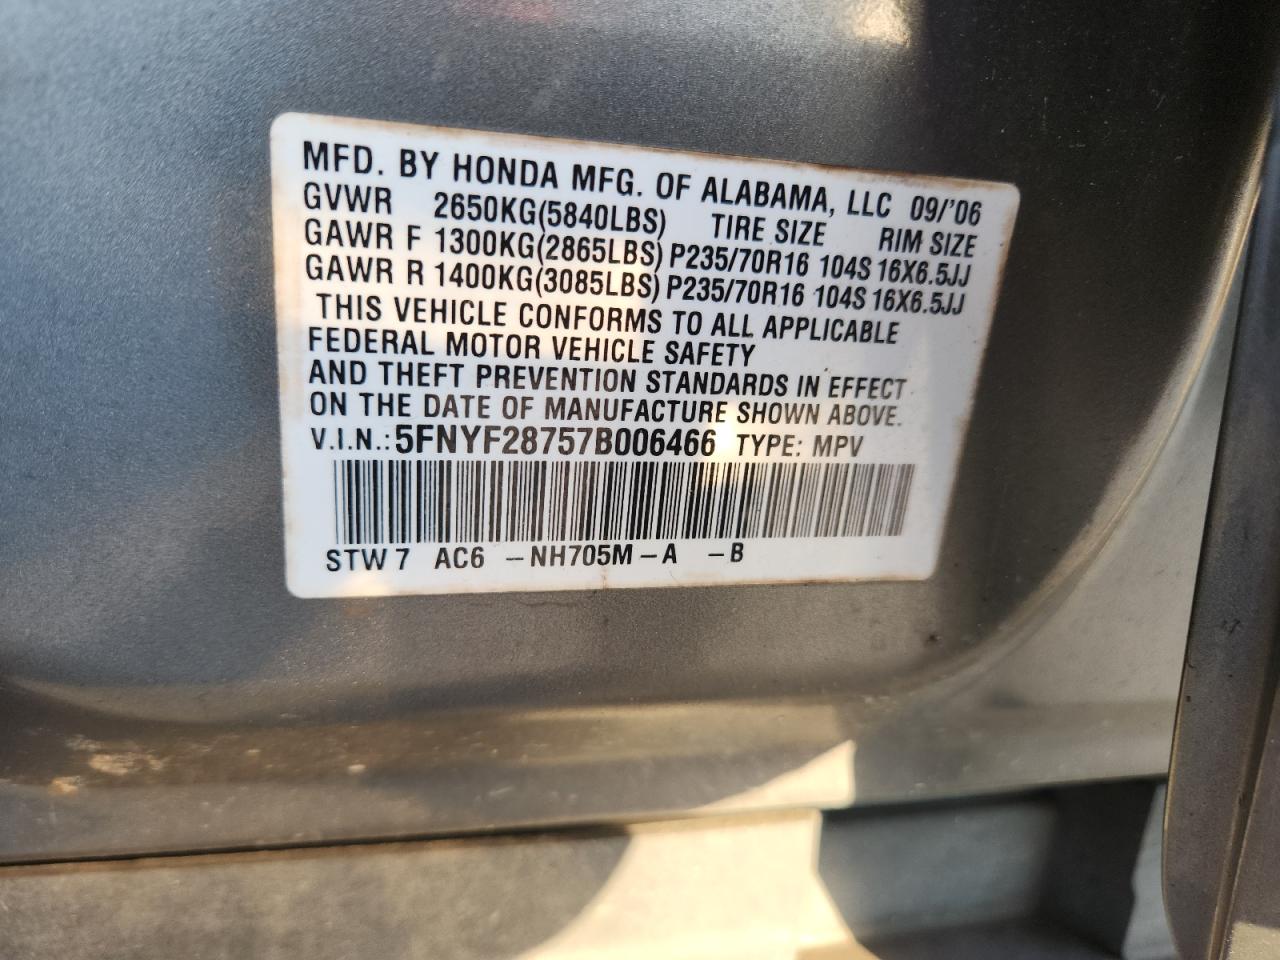 MFD. BY HONDA MFG. OF ALABAMA, LLC 09/'06
GVWR 2650KG(5840LBS) TIRE SIZE RIM SIZE
GAWR F 1300KG(2865LBS) P235/70R16 104S 16X6.5JJ
GAWR R 1400KG(3085LBS) P235/70R16 104S 16X6.5JJ
THIS VEHICLE CONFORMS TO ALL APPLICABLE
FEDERAL MOTOR VEHICLE SAFETY
AND THEFT PREVENTION STANDARDS IN EFFECT
ON THE DATE OF MANUFACTURE SHOWN ABOVE.
V.I.N.: 5FNYF28757B006466 TYPE: MPV
STW7 AC6 –NH705M–A –B